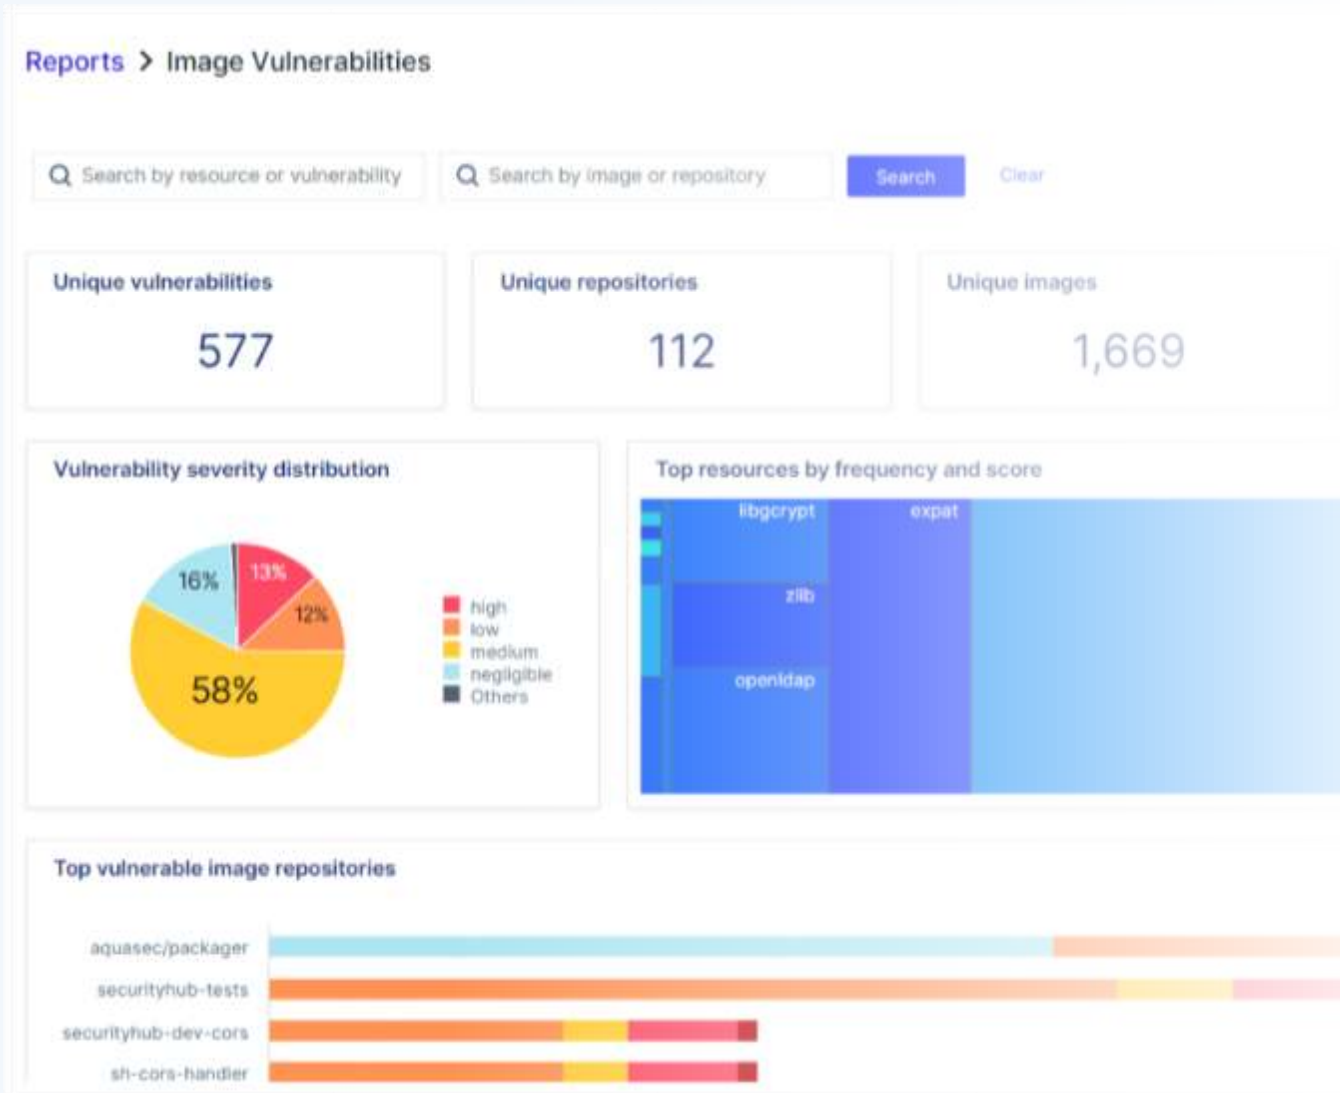 Reports > Image Vulnerabilities
Search by resource or vulnerability
Search by image or repository
Search
Clear
Unique vulnerabilities
577
Unique repositories
112
Unique images
1,669
Vulnerability severity distribution
16%
13%
12%
58%
high
low
medium
negligible
Others
Top resources by frequency and score
libgcrypt
expat
zlib
openldap
Top vulnerable image repositories
aquasec/packager
securityhub-tests
securityhub-dev-cors
sh-cors-handler